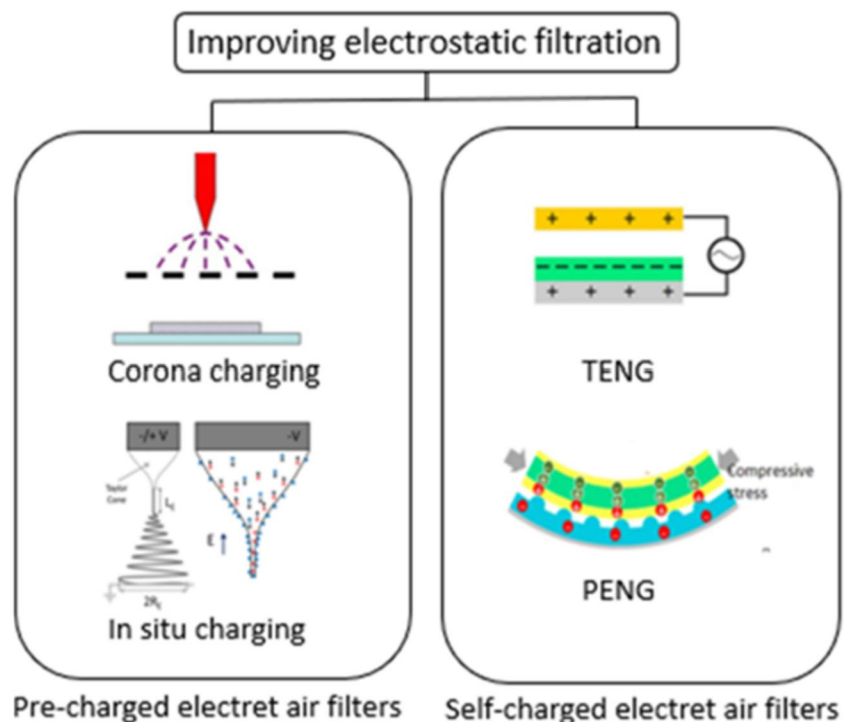 Improving electrostatic filtration
Corona charging
-/+ V
-V
Taylor
Cone
E
In situ charging
Pre-charged electret air filters
+ + + +
+ + + +
TENG
Compressive
stress
PENG
Self-charged electret air filters